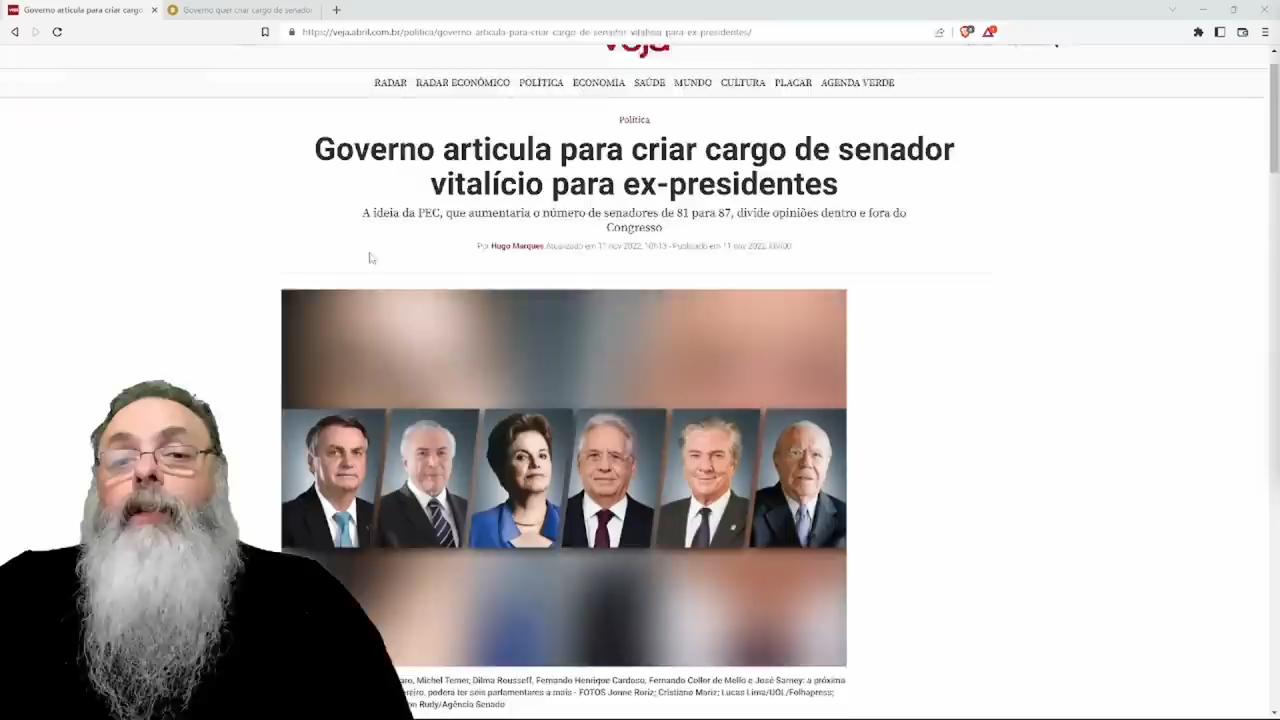 Governo articula para criar cargo
Governo quer criar cargo de senador
https://veja.abril.com.br/politica/governo-articula-para-criar-cargo-de-senador-vitalicio-para-ex-presidentes/
veja
RADAR RADAR ECONÔMICO POLÍTICA ECONOMIA SAÚDE MUNDO CULTURA PLACAR AGENDA VERDE
Política
Governo articula para criar cargo de senador
vitalício para ex-presidentes
A ideia da PEC, que aumentaria o número de senadores de 81 para 87, divide opiniões dentro e fora do
Congresso
Por Hugo Marques Atualizado em 11 nov 2022, 10h13 - Publicado em 11 nov 2022,
Michel Temer, Dilma Rousseff, Fernando Henrique Cardoso, Fernando Collor de Mello e José Sarney: a próxima
poderá ter seis parlamentares a mais - FOTOS Jonne Roriz; Cristiano Mariz; Lucas Lima/UOL/Folhapress;
Rudy/Agência Senado